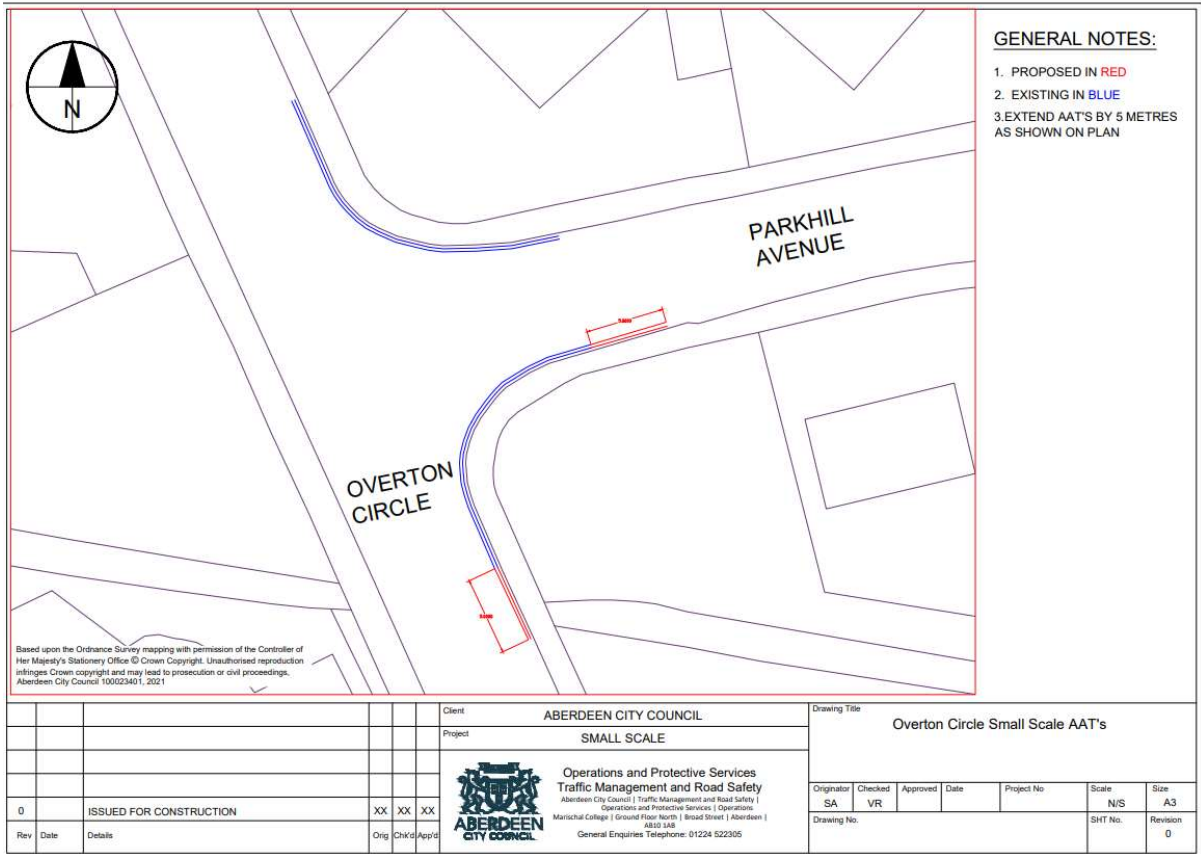 N
PARKHILL
AVENUE
OVERTON
CIRCLE
GENERAL NOTES:
1. PROPOSED IN RED
2. EXISTING IN BLUE
3.EXTEND AAT'S BY 5 METRES
AS SHOWN ON PLAN
Based upon the Ordnance Survey mapping with permission of the Controller of
Her Majesty's Stationery Office © Crown Copyright. Unauthorised reproduction
infringes Crown copyright and may lead to prosecution or civil proceedings,
Aberdeen City Council 100023401, 2021
0 ISSUED FOR CONSTRUCTION XX XX XX
Rev Date Details Orig Chk'd App'd
Client ABERDEEN CITY COUNCIL
Project SMALL SCALE
ABERDEEN
CITY COUNCIL
Operations and Protective Services
Traffic Management and Road Safety
Aberdeen City Council | Traffic Management and Road Safety |
Operations and Protective Services | Operations
Marischal College | Ground Floor North | Broad Street | Aberdeen |
AB10 1AB
General Enquiries Telephone: 01224 522305
Drawing Title
Overton Circle Small Scale AAT's
Originator Checked Approved Date Project No Scale Size
SA VR N/S A3
Drawing No. SHT No. Revision
0